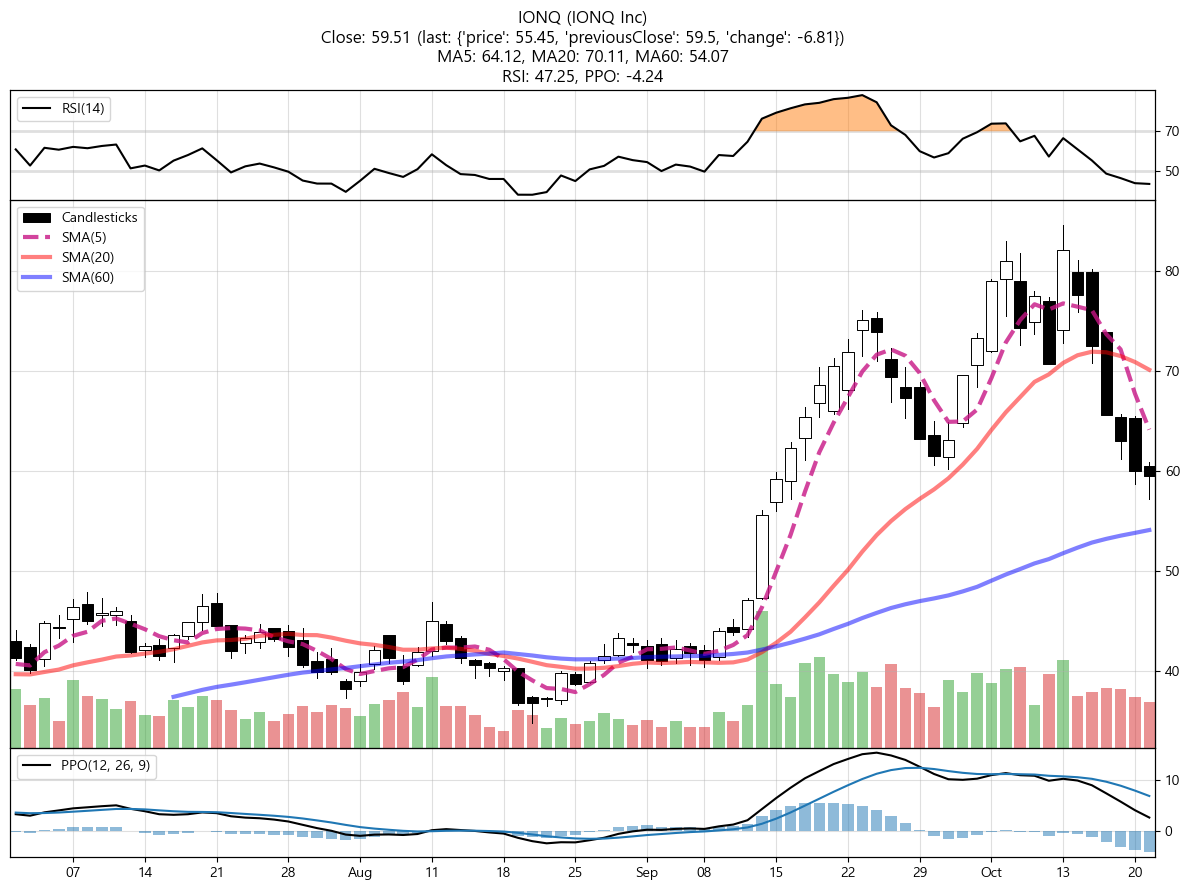 IONQ (IONQ Inc)
Close: 59.51 (last: {'price': 55.45, 'previousClose': 59.5, 'change': -6.81})
MA5: 64.12, MA20: 70.11, MA60: 54.07
RSI: 47.25, PPO: -4.24
RSI(14)
70
50
Candlesticks
SMA(5)
SMA(20)
SMA(60)
80
70
60
50
40
PPO(12, 26, 9)
10
0
07 14 21 28 Aug 11 18 25 Sep 08 15 22 29 Oct 13 20